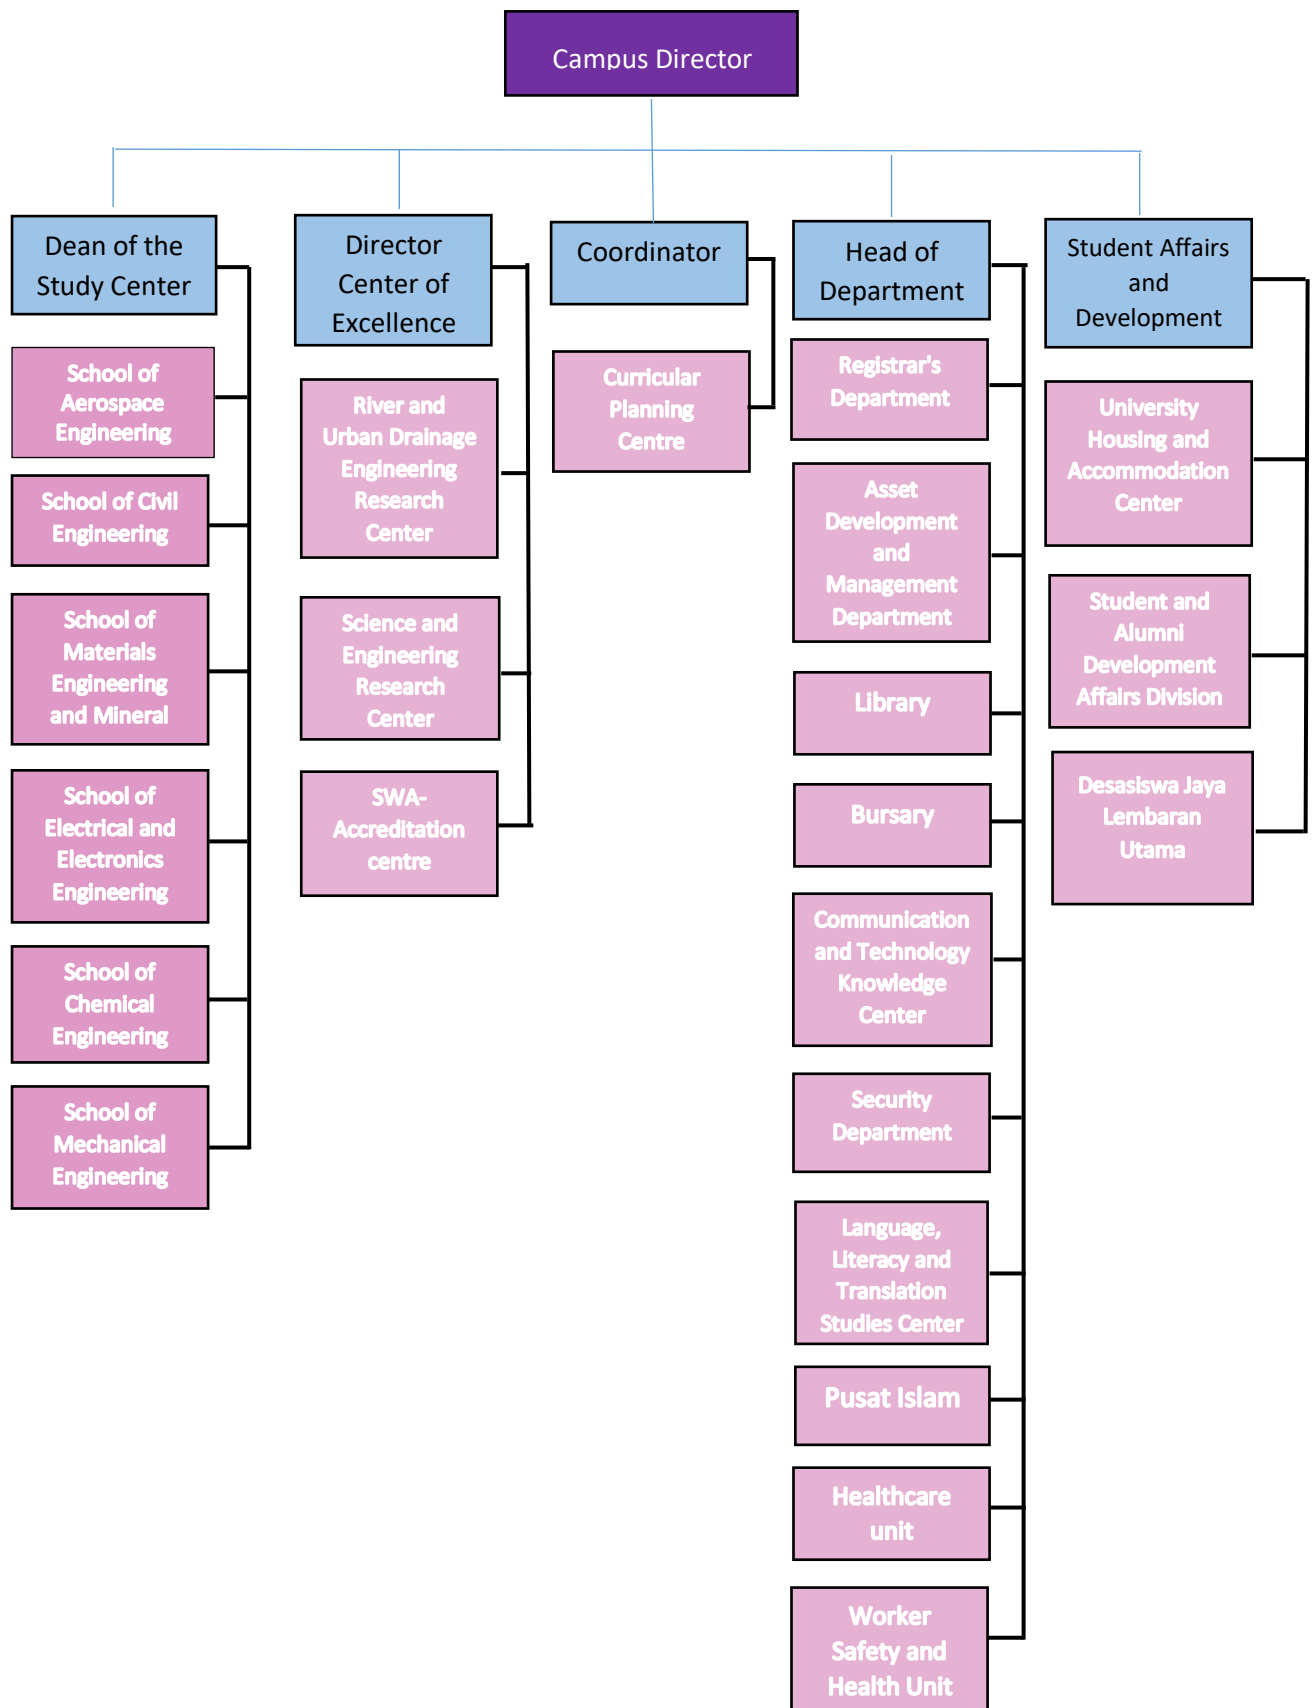 Campus Director
Dean of the
Study Center
School of
Aerospace
Engineering
School of Civil
Engineering
School of
Materials
Engineering
and Mineral
School of
Electrical and
Electronics
Engineering
School of
Chemical
Engineering
School of
Mechanical
Engineering
Director
Center of
Excellence
River and
Urban Drainage
Engineering
Research
Center
Science and
Engineering
Research
Center
SWA-
Accreditation
centre
Coordinator
Curricular
Planning
Centre
Head of
Department
Registrar's
Department
Asset
Development
and
Management
Department
Library
Bursary
Communication
and Technology
Knowledge
Center
Security
Department
Language,
Literacy and
Translation
Studies Center
Pusat Islam
Healthcare
unit
Worker
Safety and
Health Unit
Student Affairs
and
Development
University
Housing and
Accommodation
Center
Student and
Alumni
Development
Affairs Division
Desasiswa Jaya
Lembaran
Utama